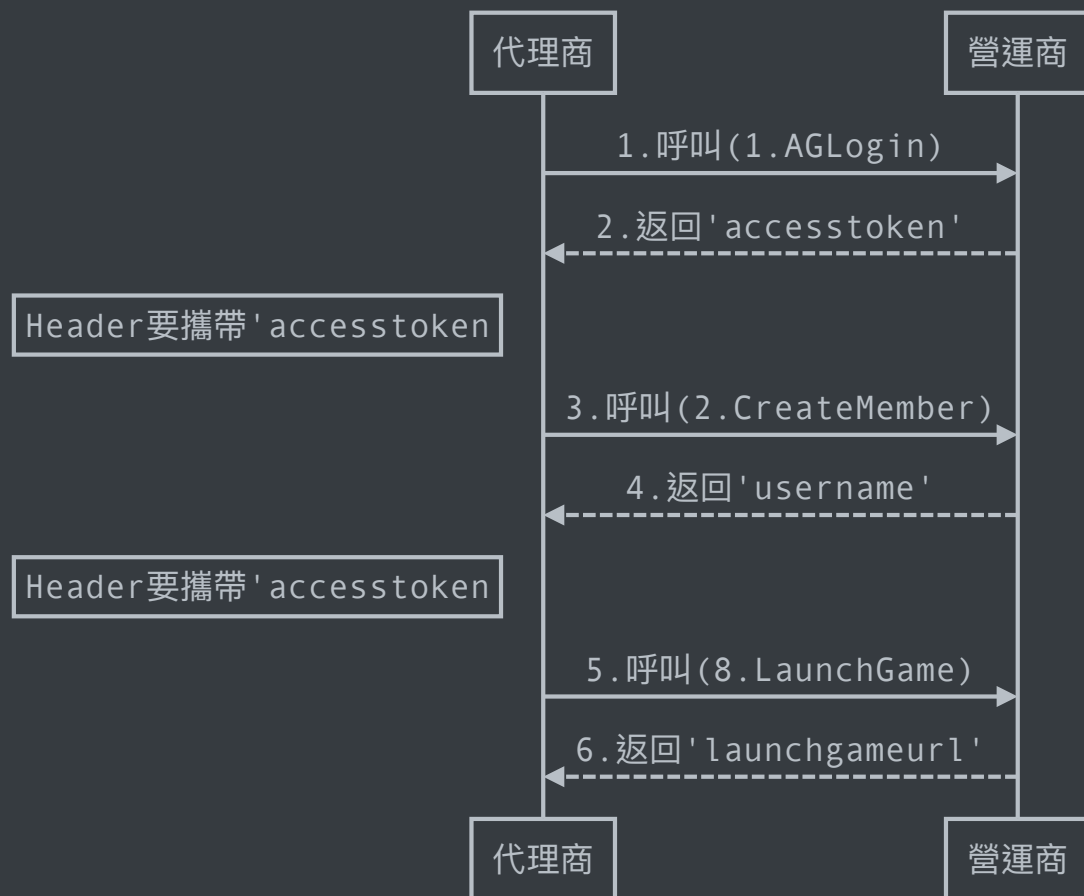 代理商
營運商
1.呼叫(1.AGLogin)
2.返回'accesstoken'
Header要攜帶'accesstoken
3.呼叫(2.CreateMember)
4.返回'username'
Header要攜帶'accesstoken
5.呼叫(8.LaunchGame)
6.返回'launchgameurl'
代理商
營運商